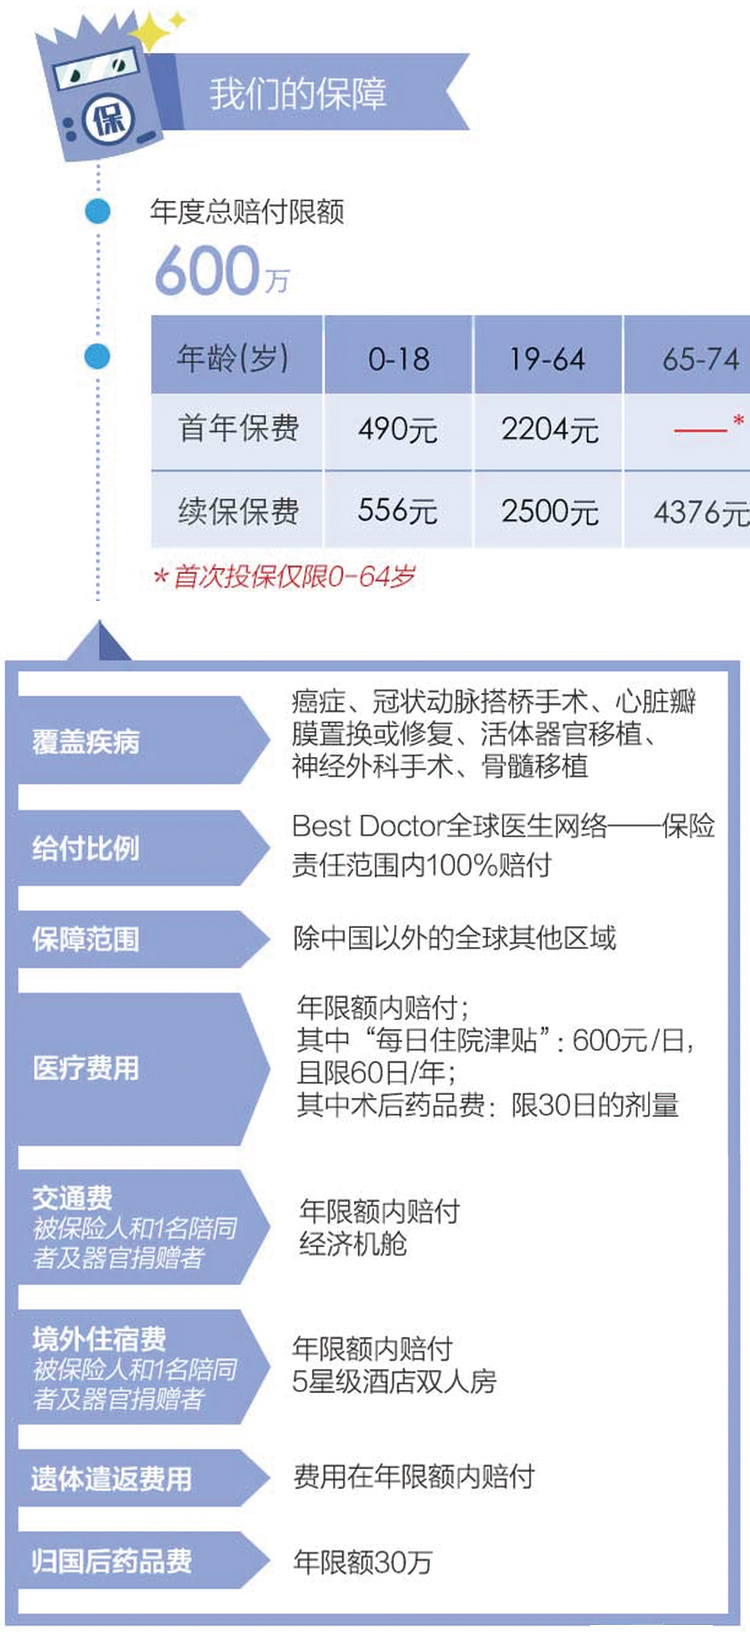 保
我们的保障
年度总赔付限额
600万
年龄(岁) 0-18 19-64 65-74
首年保费 490元 2204元 ——*
续保保费 556元 2500元 4376元
*首次投保仅限0-64岁
覆盖疾病
癌症、冠状动脉搭桥手术、心脏瓣
膜置换或修复、活体器官移植、
神经外科手术、骨髓移植
给付比例
Best Doctor全球医生网络——保险
责任范围内100%赔付
保障范围
除中国以外的全球其他区域
医疗费用
年限额内赔付；
其中“每日住院津贴”：600元/日，
且限60日/年；
其中术后药品费：限30日的剂量
交通费
被保险人和1名陪同
者及器官捐赠者
年限额内赔付
经济机舱
境外住宿费
被保险人和1名陪同
者及器官捐赠者
年限额内赔付
5星级酒店双人房
遗体遣返费用
费用在年限额内赔付
归国后药品费
年限额30万